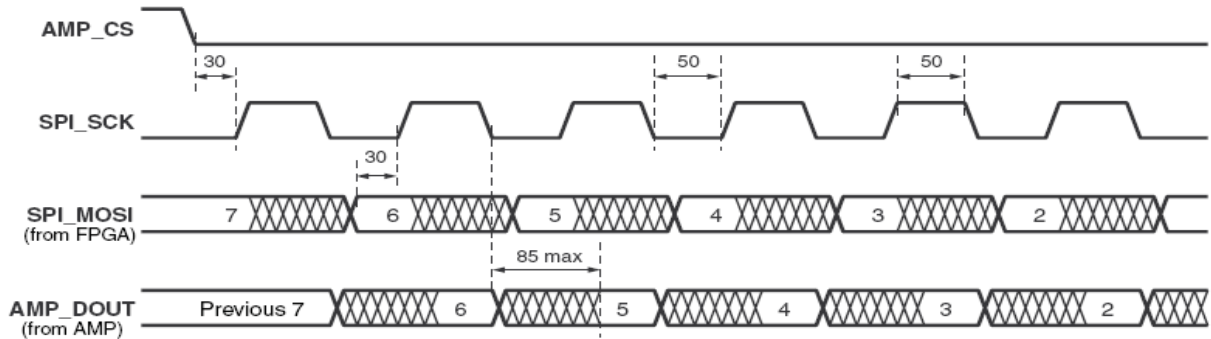 AMP_CS
30
50
50
SPI_SCK
30
SPI_MOSI
(from FPGA)
7 6 5 4 3 2
85 max
AMP_DOUT
(from AMP)
Previous 7 6 5 4 3 2